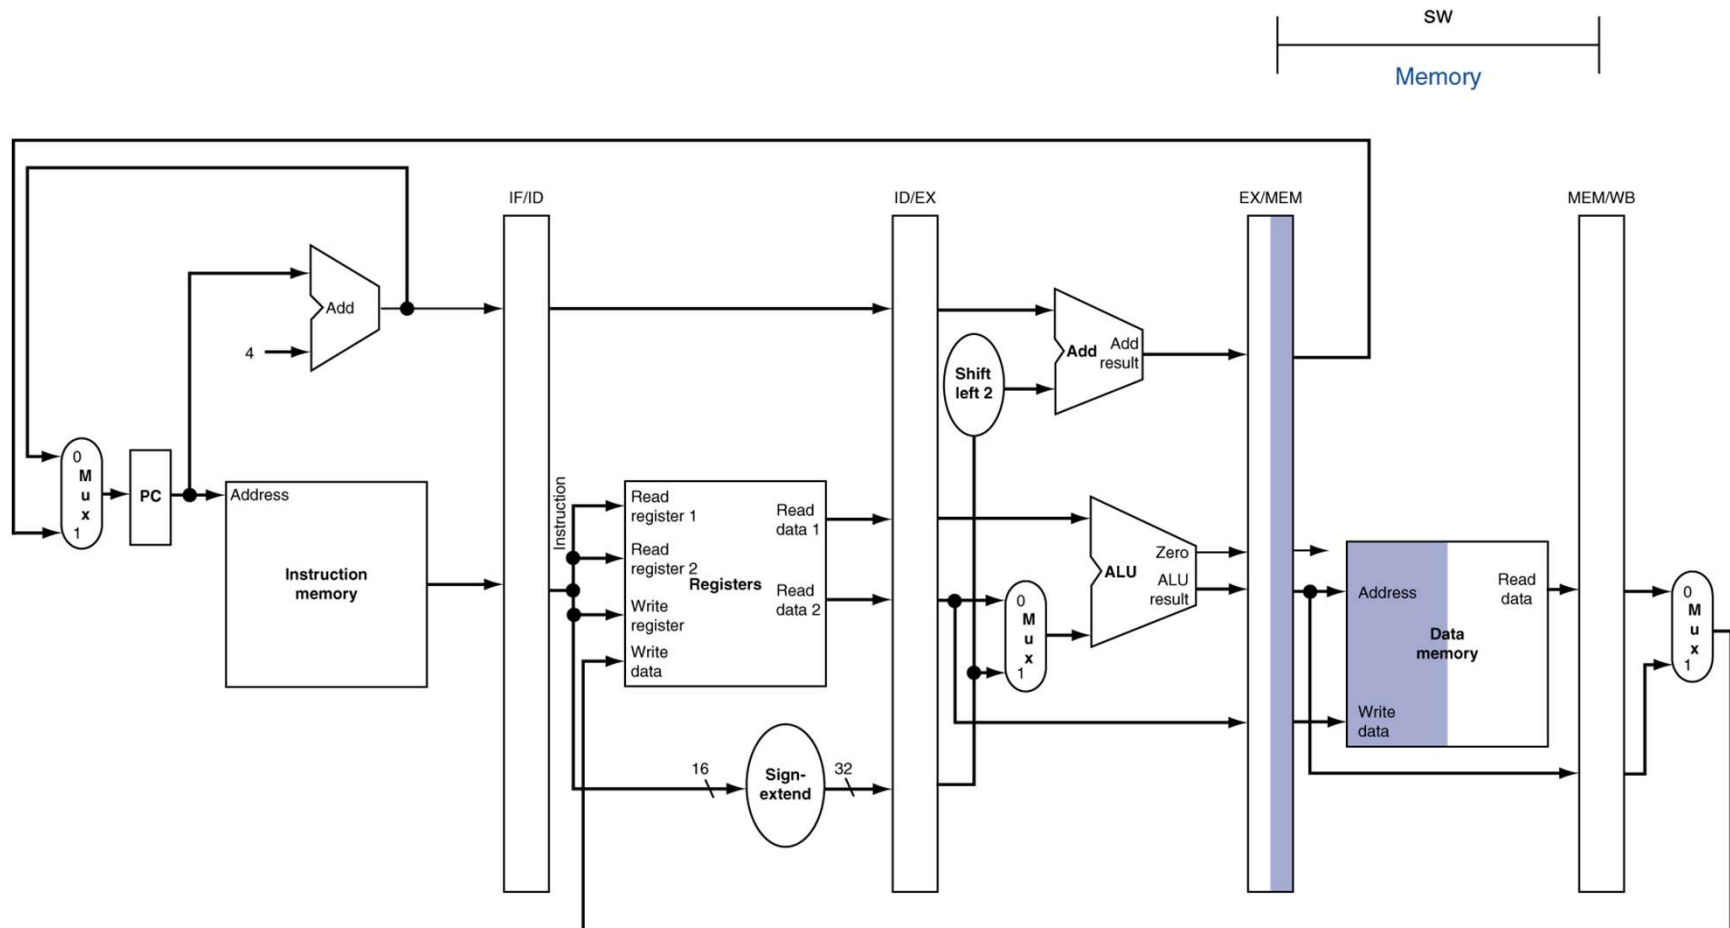 SW
Memory
IF/ID
ID/EX
EX/MEM
MEM/WB
Add
4
Shift
left 2
Add
Add
result
0
M
u
x
1
PC
Address
Instruction
memory
Instruction
Read
register 1
Read
register 2
Write
register
Write
data
Registers
Read
data 1
Read
data 2
16
Sign-
extend
32
0
M
u
x
1
ALU
Zero
ALU
result
Address
Read
data
Data
memory
Write
data
0
M
u
x
1